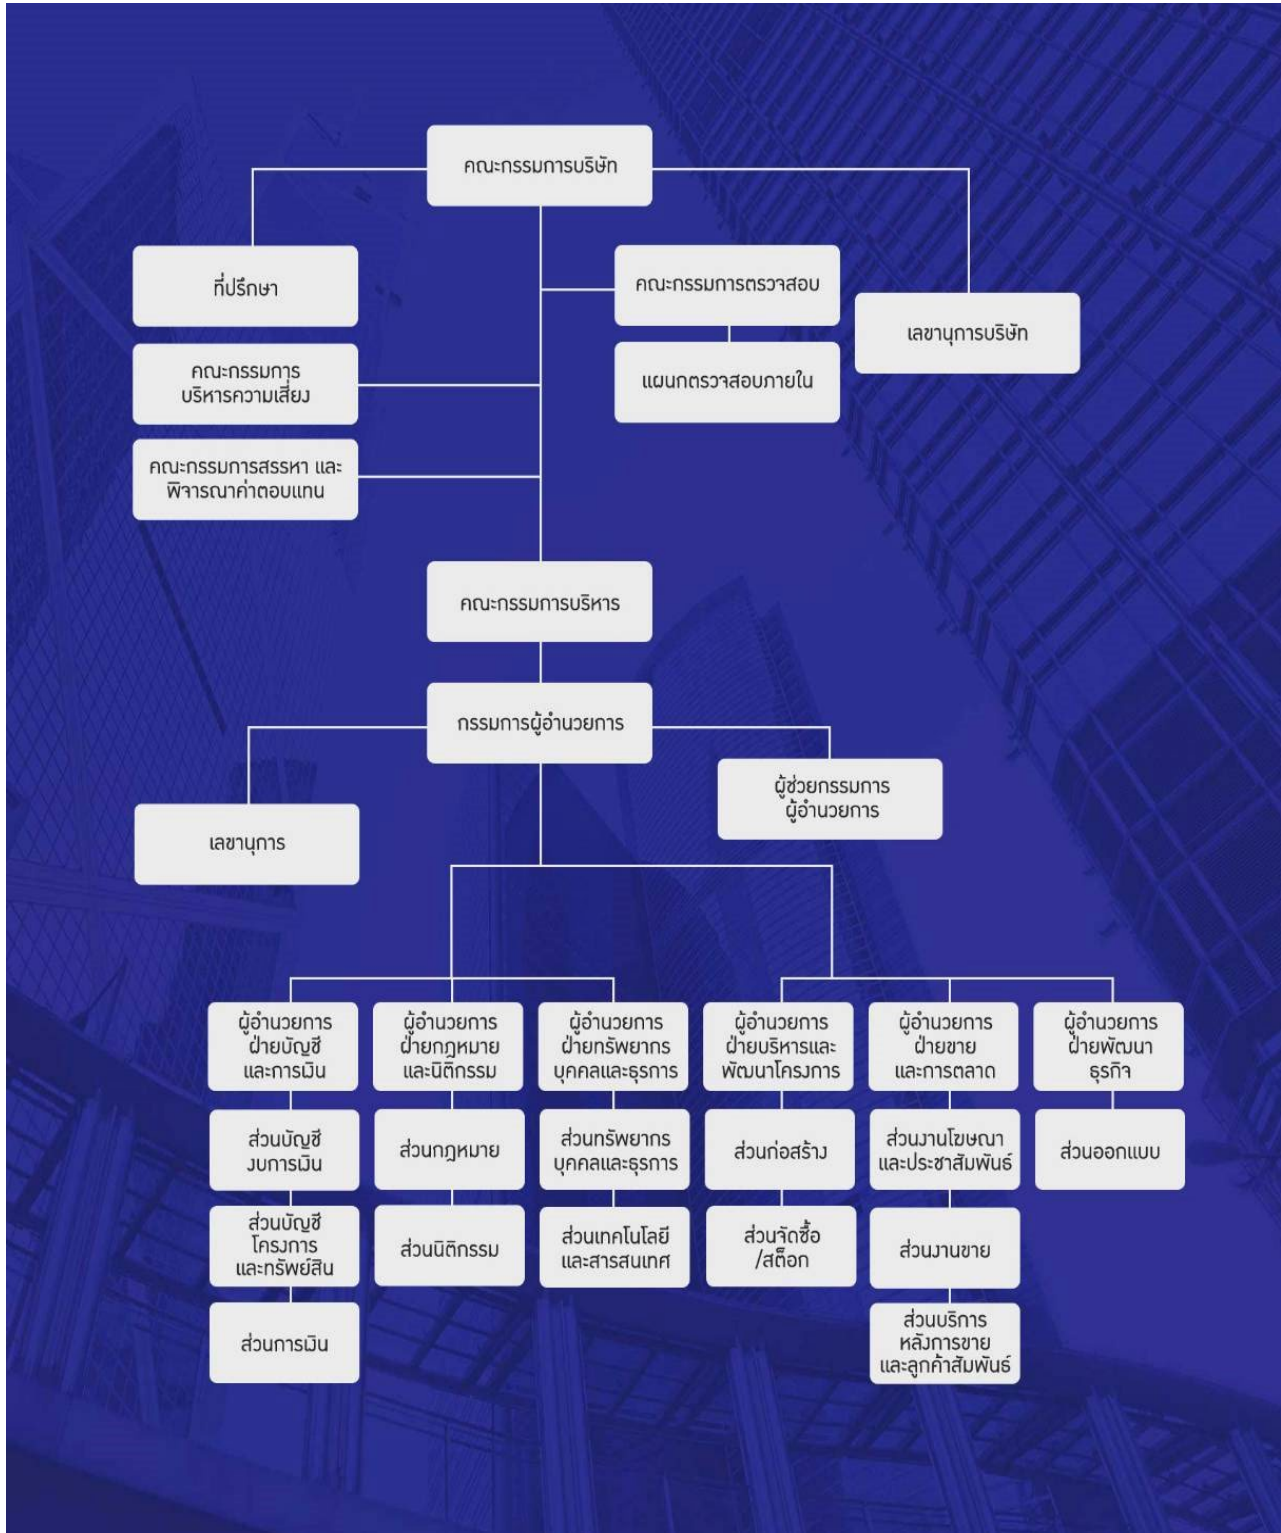 คณะกรรมการบริษัท
ที่ปรึกษา
คณะกรรมการตรวจสอบ
เลขานุการบริษัท
คณะกรรมการ
บริหารความเสี่ยง
แผนกตรวจสอบภายใน
คณะกรรมการสรรหา และ
พิจารณาค่าตอบแทน
คณะกรรมการบริหาร
กรรมการผู้อำนวยการ
ผู้ช่วยกรรมการ
ผู้อำนวยการ
เลขานุการ
ผู้อำนวยการ
ฝ่ายบัญชี
และการเงิน
ผู้อำนวยการ
ฝ่ายกฎหมาย
และนิติกรรม
ผู้อำนวยการ
ฝ่ายทรัพยากร
บุคคลและธุรการ
ผู้อำนวยการ
ฝ่ายบริหารและ
พัฒนาโครงการ
ผู้อำนวยการ
ฝ่ายขาย
และการตลาด
ผู้อำนวยการ
ฝ่ายพัฒนา
ธุรกิจ
ส่วนบัญชี
งบการเงิน
ส่วนกฎหมาย
ส่วนทรัพยากร
บุคคลและธุรการ
ส่วนก่อสร้าง
ส่วนงานโฆษณา
และประชาสัมพันธ์
ส่วนออกแบบ
ส่วนบัญชี
โครงการ
และทรัพย์สิน
ส่วนนิติกรรม
ส่วนเทคโนโลยี
และสารสนเทศ
ส่วนจัดซื้อ
/สต็อก
ส่วนงานขาย
ส่วนการเงิน
ส่วนบริการ
หลังการขาย
และลูกค้าสัมพันธ์